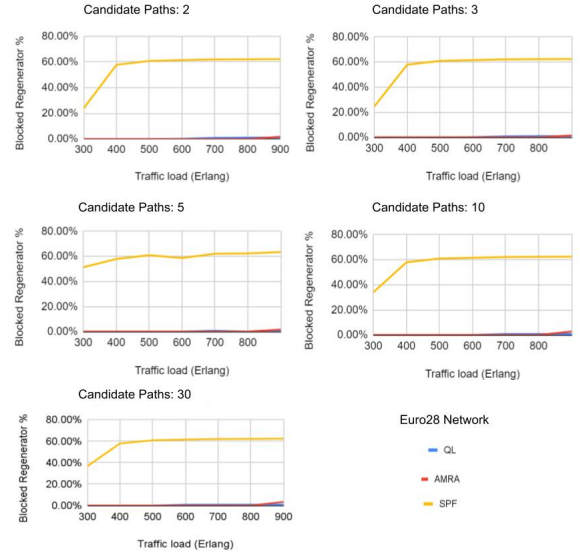 Candidate Paths: 2
Blocked Regenerator %
80.00%
60.00%
40.00%
20.00%
0.00%
300 400 500 600 700 800 900
Traffic load (Erlang)
Candidate Paths: 3
Blocked Regenerator %
80.00%
60.00%
40.00%
20.00%
0.00%
300 400 500 600 700 800
Traffic load (Erlang)
Candidate Paths: 5
Blocked Regenerator %
80.00%
60.00%
40.00%
20.00%
0.00%
300 400 500 600 700 800 900
Traffic load (Erlang)
Candidate Paths: 10
Blocked Regenerator %
80.00%
60.00%
40.00%
20.00%
0.00%
300 400 500 600 700 800
Traffic load (Erlang)
Candidate Paths: 30
Blocked Regenerator %
80.00%
60.00%
40.00%
20.00%
0.00%
300 400 500 600 700 800 900
Traffic load (Erlang)
Euro28 Network
QL
AMRA
SPF